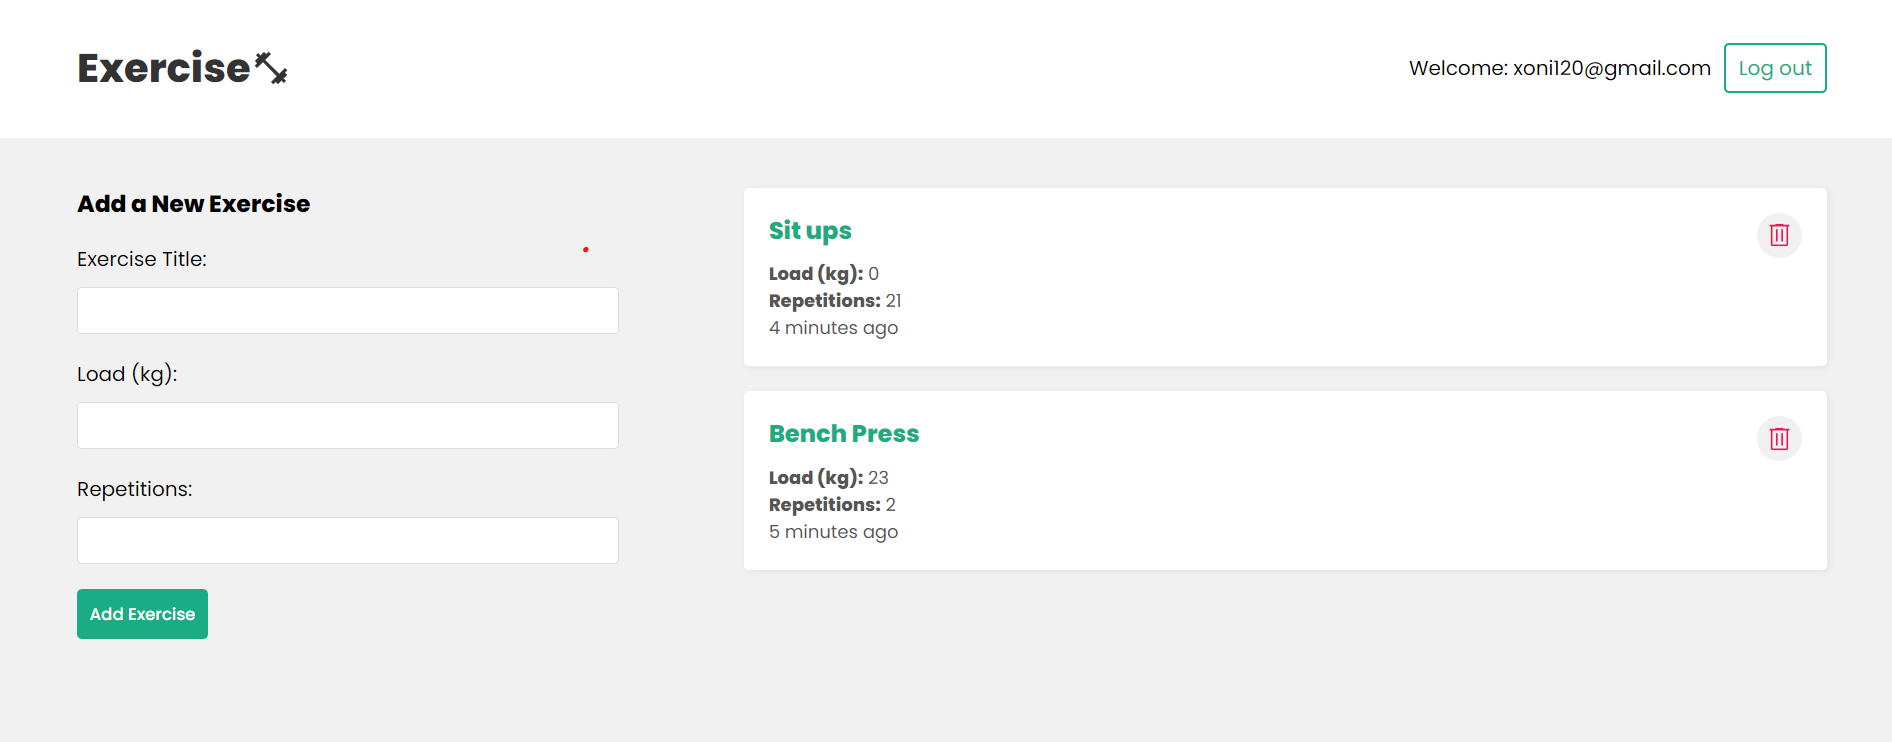 Exercise
Welcome: xoni120@gmail.com
Log out
Add a New Exercise
Exercise Title:
Load (kg):
Repetitions:
Add Exercise
Sit ups
Load (kg): 0
Repetitions: 21
4 minutes ago
Bench Press
Load (kg): 23
Repetitions: 2
5 minutes ago